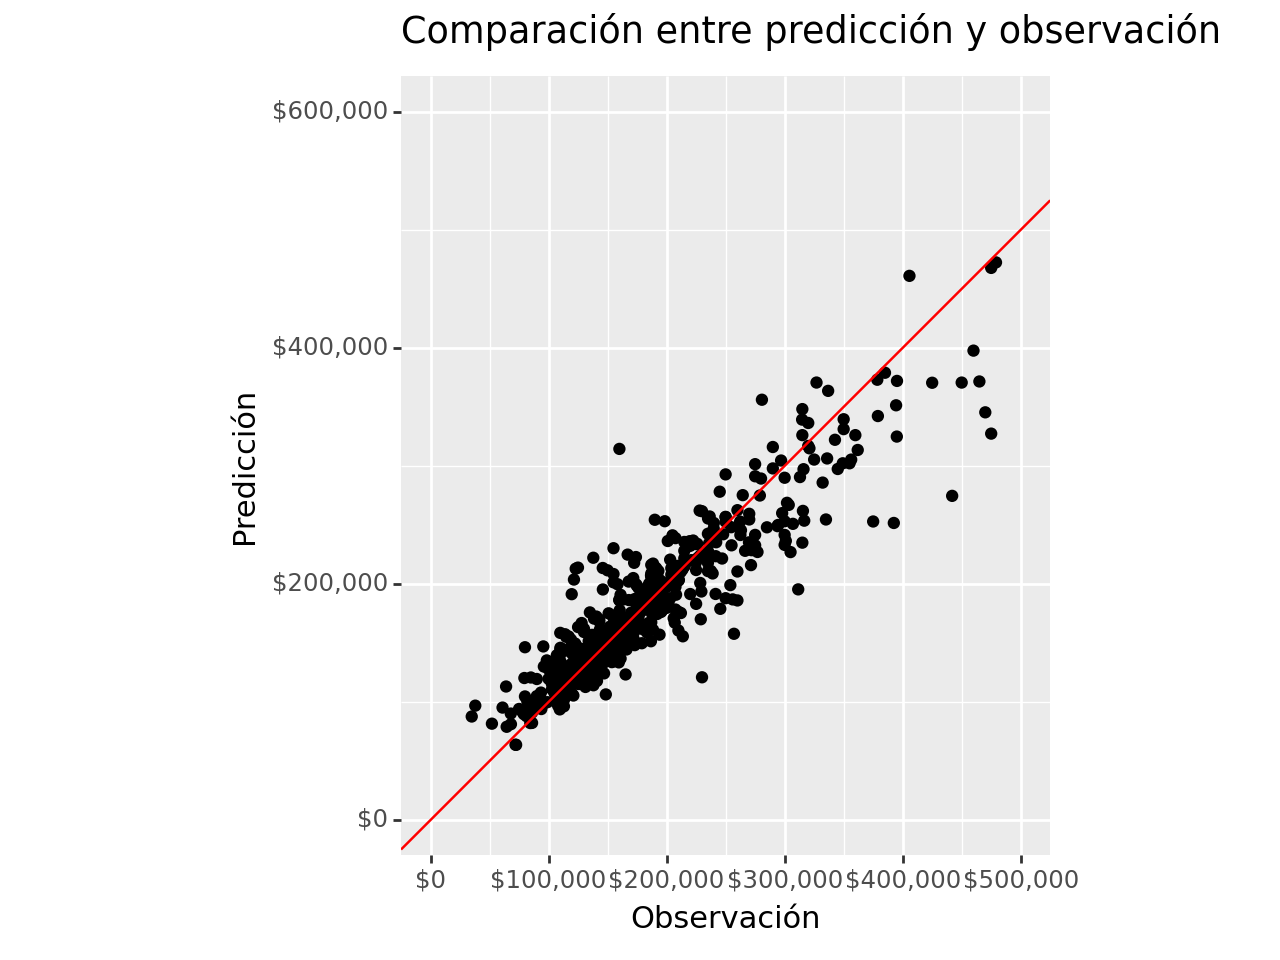 Comparación entre predicción y observación
$600,000
$400,000
$200,000
$0
Predicción
$0 $100,000 $200,000 $300,000 $400,000 $500,000
Observación